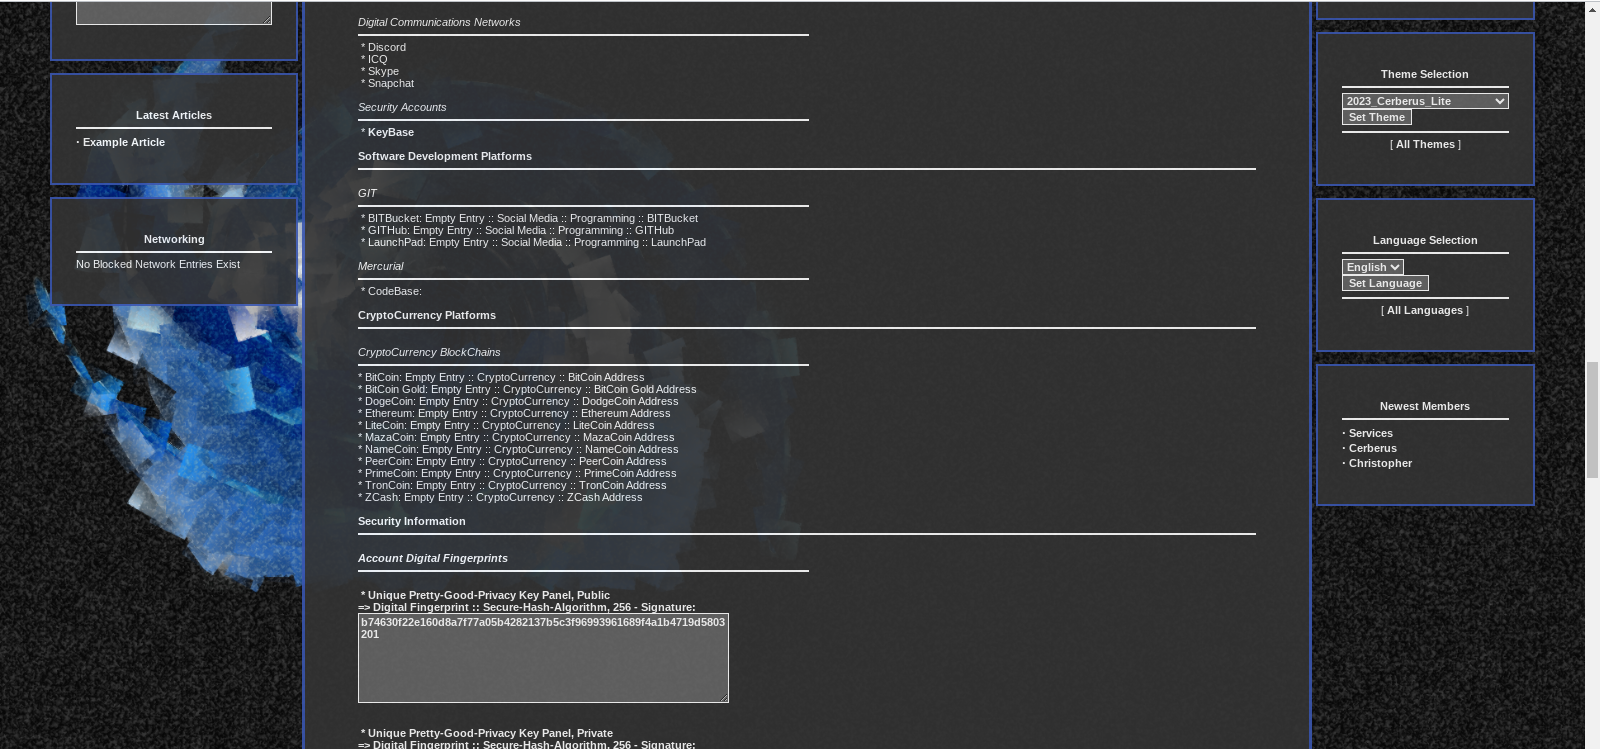 Latest Articles
· Example Article
Networking
No Blocked Network Entries Exist
Digital Communications Networks
* Discord
* ICQ
* Skype
* Snapchat
Security Accounts
* KeyBase
Software Development Platforms
GIT
* BITBucket: Empty Entry :: Social Media :: Programming :: BITBucket
* GITHub: Empty Entry :: Social Media :: Programming :: GITHub
* LaunchPad: Empty Entry :: Social Media :: Programming :: LaunchPad
Mercurial
* CodeBase:
CryptoCurrency Platforms
CryptoCurrency BlockChains
* BitCoin: Empty Entry :: CryptoCurrency :: BitCoin Address
* BitCoin Gold: Empty Entry :: CryptoCurrency :: BitCoin Gold Address
* DogeCoin: Empty Entry :: CryptoCurrency :: DodgeCoin Address
* Ethereum: Empty Entry :: CryptoCurrency :: Ethereum Address
* LiteCoin: Empty Entry :: CryptoCurrency :: LiteCoin Address
* MazaCoin: Empty Entry :: CryptoCurrency :: MazaCoin Address
* NameCoin: Empty Entry :: CryptoCurrency :: NameCoin Address
* PeerCoin: Empty Entry :: CryptoCurrency :: PeerCoin Address
* PrimeCoin: Empty Entry :: CryptoCurrency :: PrimeCoin Address
* TronCoin: Empty Entry :: CryptoCurrency :: TronCoin Address
* ZCash: Empty Entry :: CryptoCurrency :: ZCash Address
Security Information
Account Digital Fingerprints
* Unique Pretty-Good-Privacy Key Panel, Public
=> Digital Fingerprint :: Secure-Hash-Algorithm, 256 - Signature:
b74630f22e160d8a7f77a05b4282137b5c3f96993961689f4a1b4719d5803
201
* Unique Pretty-Good-Privacy Key Panel, Private
=> Digital Fingerprint :: Secure-Hash-Algorithm, 256 - Signature:
Theme Selection
2023_Cerberus_Lite
Set Theme
[ All Themes ]
Language Selection
English
Set Language
[ All Languages ]
Newest Members
· Services
· Cerberus
· Christopher